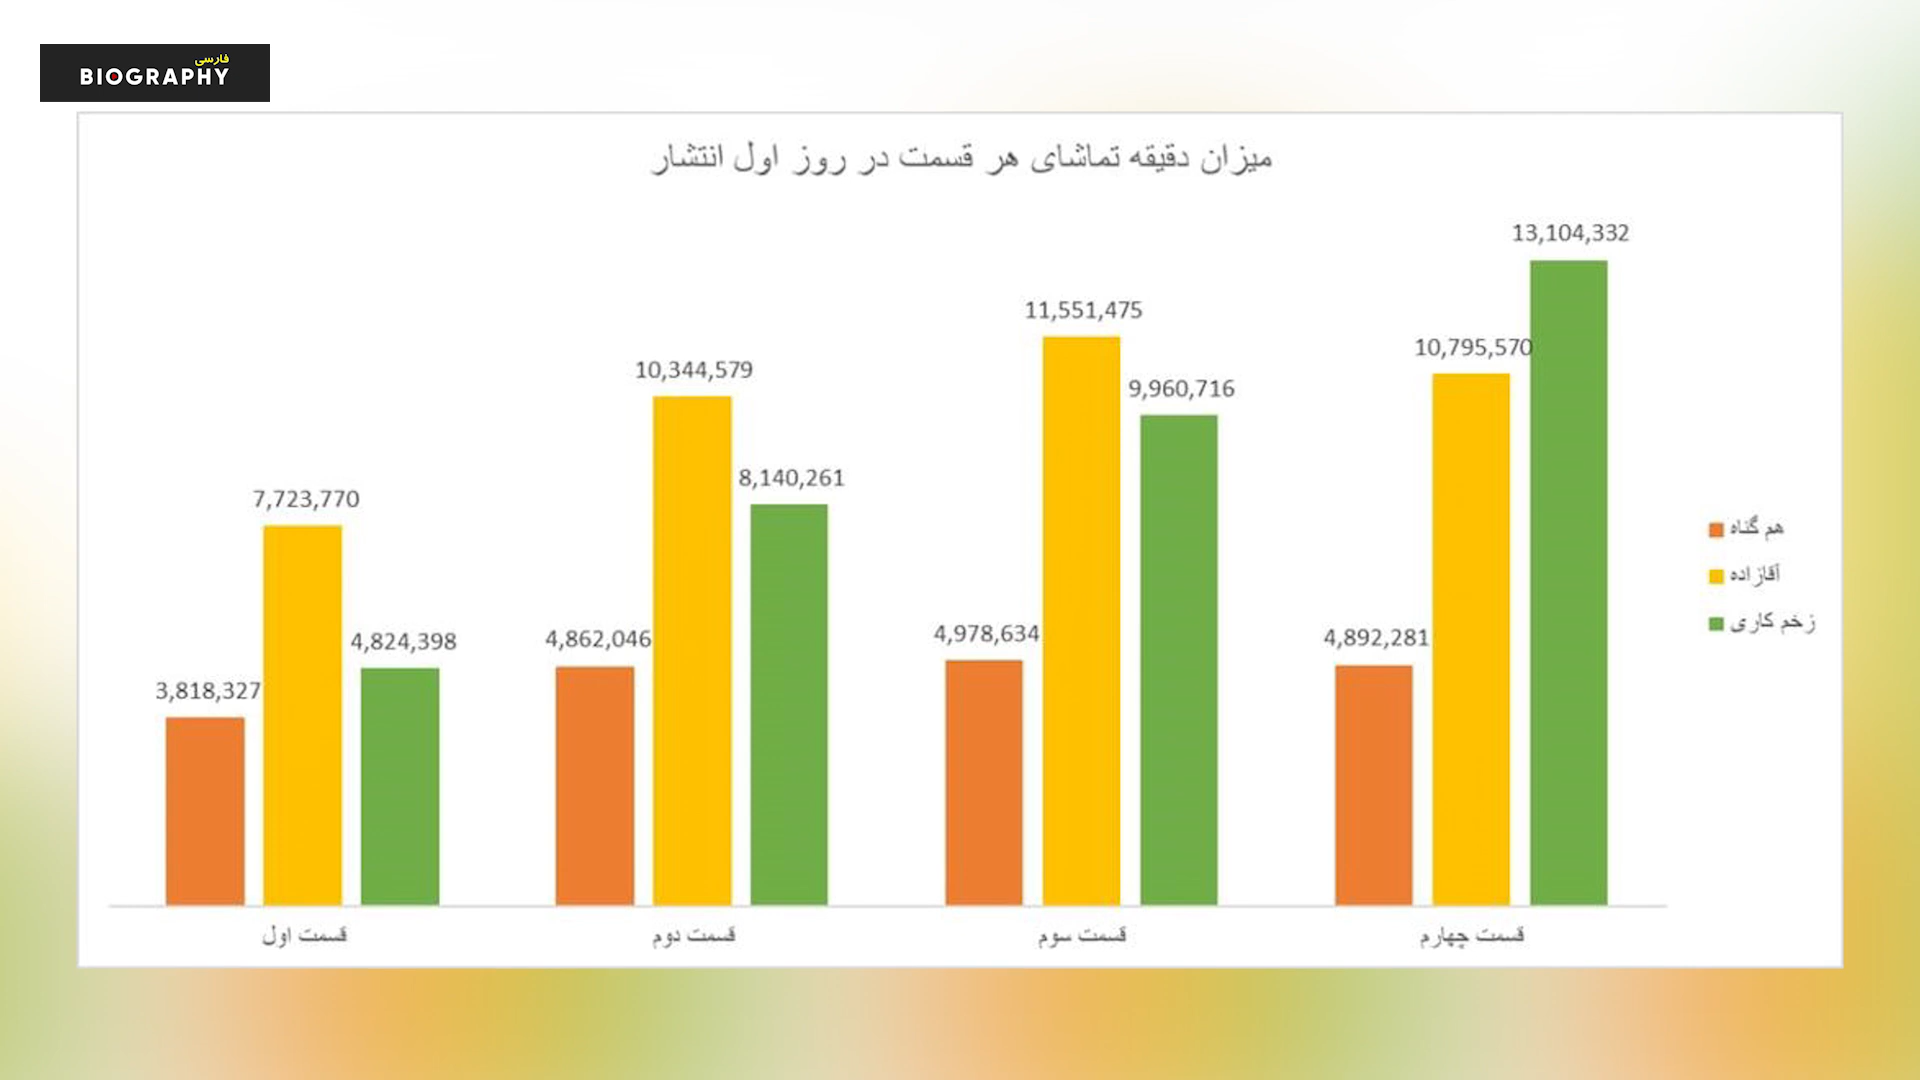 فارسی
BIOGRAPHY
میزان دقیقه تماشای هر قسمت در روز اول انتشار
13,104,332
11,551,475
10,795,570
10,344,579
9,960,716
8,140,261
7,723,770
4,978,634
4,892,281
4,862,046
4,824,398
3,818,327
هم گناه
آقازاده
زخم کاری
قسمت اول
قسمت دوم
قسمت سوم
قسمت چهارم